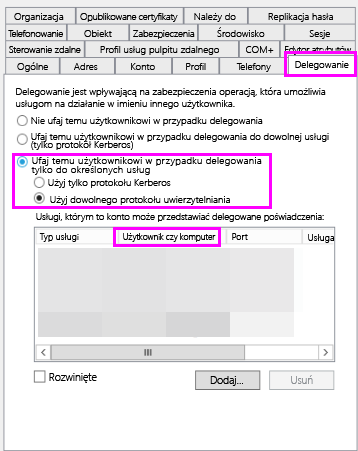 Organizacja Opublikowane certyfikaty Należy do Replikacja hasła
Telefonowanie Obiekt Zabezpieczenia Środowisko Sesje
Sterowanie zdalne Profil usług pulpitu zdalnego COM+ Edytor atrybutów
Ogólne Adres Konto Profil Telefony Delegowanie
Delegowanie jest wpływającą na zabezpieczenia operacją, która umożliwia
usługom na działanie w imieniu innego użytkownika.
Nie ufaj temu użytkownikowi w przypadku delegowania
Ufaj temu użytkownikowi w przypadku delegowania do dowolnej usługi
(tylko protokół Kerberos)
Ufaj temu użytkownikowi w przypadku delegowania
tylko do określonych usług
Użyj tylko protokołu Kerberos
Użyj dowolnego protokołu uwierzytelniania
Usługi, którym to konto może przedstawiać delegowane poświadczenia:
Typ usługi Użytkownik czy komputer Port Usługa
Rozwinięte Dodaj... Usuń